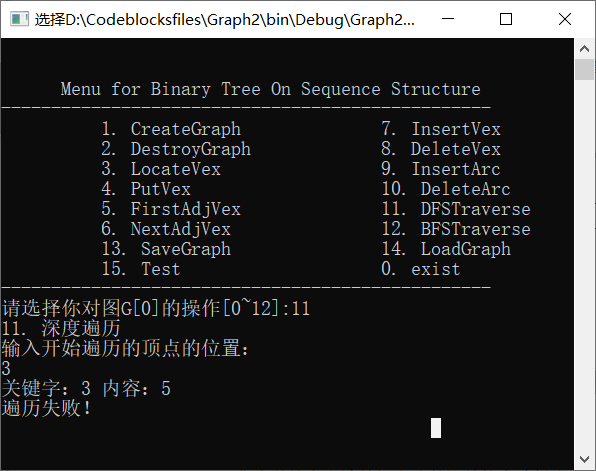 选择D:\Codeblocksfiles\Graph2\bin\Debug\Graph2...
Menu for Binary Tree On Sequence Structure
-------------------------------------------------
1. CreateGraph 7. InsertVex
2. DestroyGraph 8. DeleteVex
3. LocateVex 9. InsertArc
4. PutVex 10. DeleteArc
5. FirstAdjVex 11. DFSTraverse
6. NextAdjVex 12. BFSTraverse
13. SaveGraph 14. LoadGraph
15. Test 0. exist
-------------------------------------------------
请选择你对图G[0]的操作[0~12]:11
11. 深度遍历
输入开始遍历的顶点的位置:
3
关键字: 3 内容: 5
遍历失败!